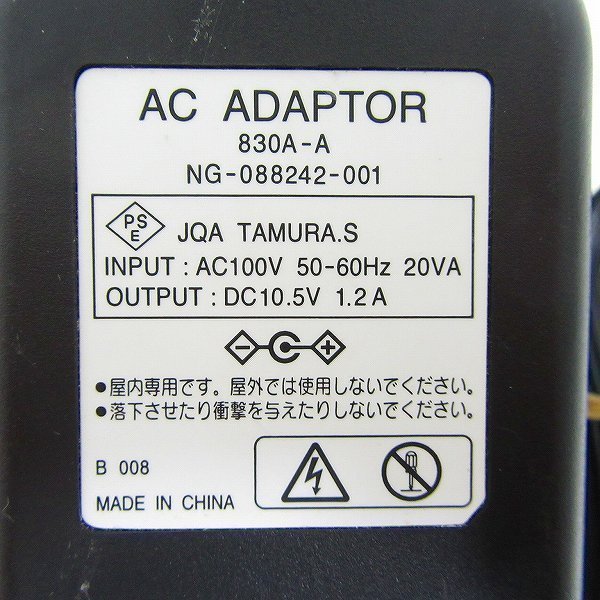 AC ADAPTOR
830A-A
NG-088242-001
PS
E
JQA TAMURA.S
INPUT : AC100V 50-60Hz 20VA
OUTPUT : DC10.5V 1.2A
●屋内専用です。屋外では使用しないでください。
●落下させたり衝撃を与えたりしないでください。
B 008
MADE IN CHINA